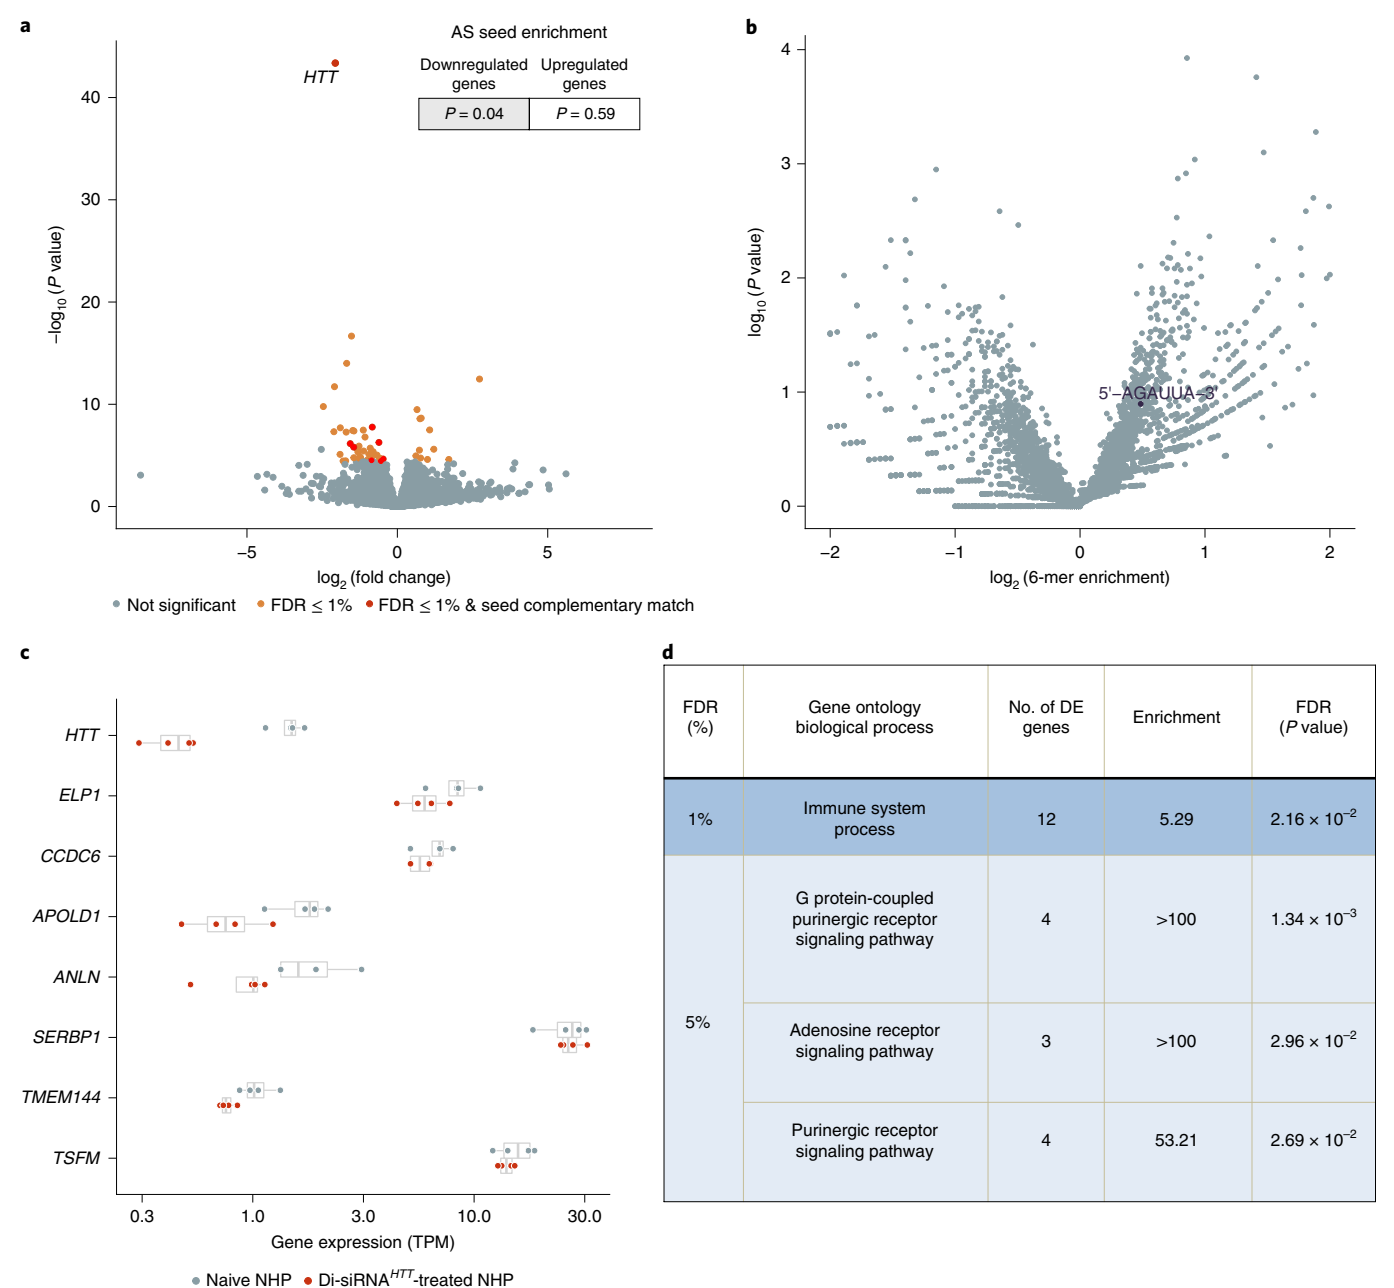 a
AS seed enrichment
Downregulated genes
Upregulated genes
P = 0.04
P = 0.59
HTT
40
30
20
10
0
−log10 (P value)
−5
0
5
log2 (fold change)
Not significant
FDR ≤ 1%
FDR ≤ 1% & seed complementary match
b
4
3
2
1
0
log10 (P value)
5'−AGAUUA−3'
−2
−1
0
1
2
log2 (6-mer enrichment)
c
HTT
ELP1
CCDC6
APOLD1
ANLN
SERBP1
TMEM144
TSFM
0.3
1.0
3.0
10.0
30.0
Gene expression (TPM)
Naive NHP
Di-siRNA^HTT-treated NHP
d
FDR (%)
Gene ontology biological process
No. of DE genes
Enrichment
FDR (P value)
1%
Immune system process
12
5.29
2.16 × 10⁻²
5%
G protein-coupled purinergic receptor signaling pathway
4
>100
1.34 × 10⁻³
Adenosine receptor signaling pathway
3
>100
2.96 × 10⁻²
Purinergic receptor signaling pathway
4
53.21
2.69 × 10⁻²